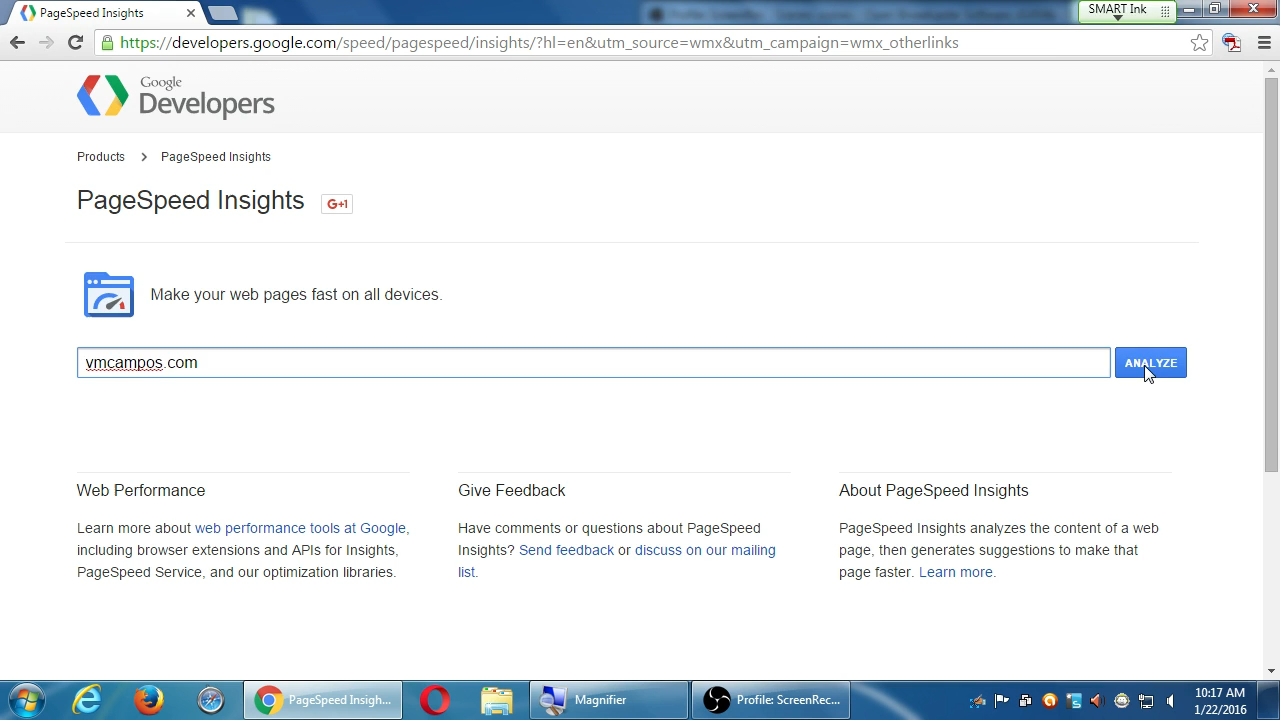 PageSpeed Insights
SMART Ink
https://developers.google.com/speed/pagespeed/insights/?hl=en&utm_source=wmx&utm_campaign=wmx_otherlinks
Google
Developers
Products
PageSpeed Insights
PageSpeed Insights
G+1
Make your web pages fast on all devices.
vmcampos.com
ANALYZE
Web Performance
Learn more about web performance tools at Google,
including browser extensions and APIs for Insights,
PageSpeed Service, and our optimization libraries.
Give Feedback
Have comments or questions about PageSpeed
Insights? Send feedback or discuss on our mailing
list.
About PageSpeed Insights
PageSpeed Insights analyzes the content of a web
page, then generates suggestions to make that
page faster. Learn more.
PageSpeed Insigh...
Magnifier
Profile: ScreenRec...
10:17 AM
1/22/2016